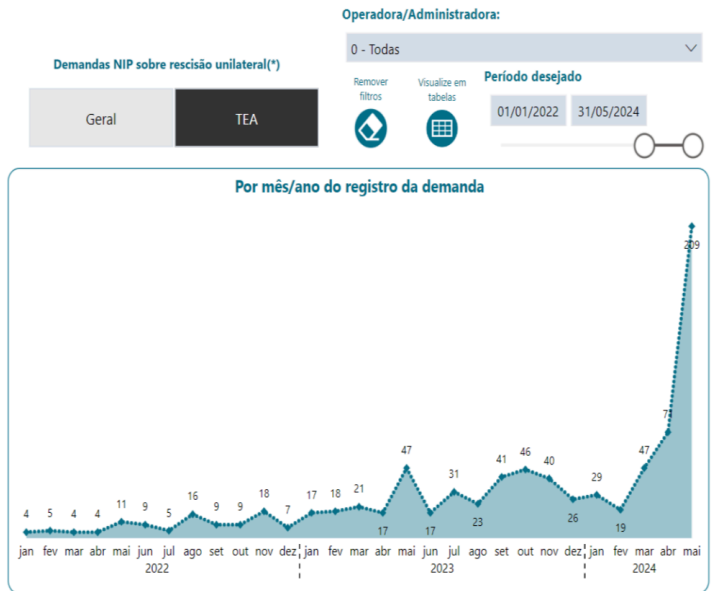 Operadora/Administradora:
0 - Todas
Demandas NIP sobre rescisão unilateral(*)
Geral
TEA
Remover
filtros
Visualize em
tabelas
Período desejado
01/01/2022
31/05/2024
Por mês/ano do registro da demanda
209
4 5 4 4 11 9 5 16 9 9 18 7 17 18 21 17 47 17 31 23 41 46 40 26 29 19 47
jan fev mar abr mai jun jul ago set out nov dez jan fev mar abr mai jun jul ago set out nov dez jan fev mar abr mai
2022 2023 2024